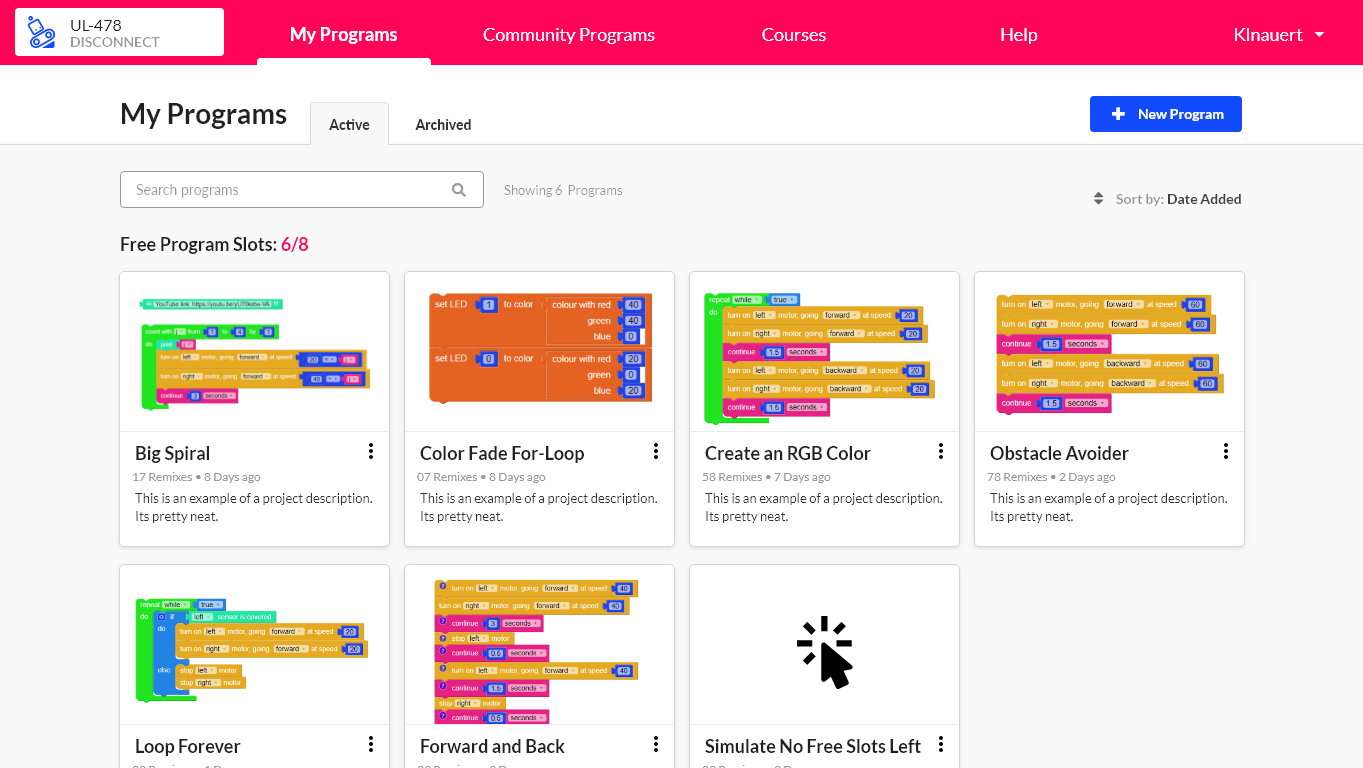 UL-478
DISCONNECT
My Programs
Community Programs
Courses
Help
Klnauert
My Programs
Active
Archived
New Program
Search programs
Showing 6 Programs
Sort by: Date Added
Free Program Slots: 6/8
count with i from 1 to 4 by 1
do print i
turn on left motor, going forward at speed 20 × i
turn on right motor, going forward at speed 40 × i
continue 3 seconds
set LED 1 to color colour with red 40
green 40
blue 0
set LED 0 to color colour with red 20
green 0
blue 20
repeat while true
do turn on left motor, going forward at speed 20
turn on right motor, going forward at speed 20
continue 1.5 seconds
turn on left motor, going backward at speed 20
turn on right motor, going backward at speed 20
continue 1.5 seconds
turn on left motor, going forward at speed 60
turn on right motor, going forward at speed 60
continue 1.5 seconds
turn on left motor, going backward at speed 60
turn on right motor, going backward at speed 60
continue 1.5 seconds
Big Spiral
17 Remixes • 8 Days ago
This is an example of a project description.
Its pretty neat.
Color Fade For-Loop
07 Remixes • 8 Days ago
This is an example of a project description.
Its pretty neat.
Create an RGB Color
58 Remixes • 7 Days ago
This is an example of a project description.
Its pretty neat.
Obstacle Avoider
78 Remixes • 2 Days ago
This is an example of a project description.
Its pretty neat.
repeat while true
do if left sensor is covered
do turn on left motor, going forward at speed 20
turn on right motor, going forward at speed 20
else stop left motor
stop right motor
? turn on left motor, going forward at speed 40
turn on right motor, going forward at speed 40
? continue 3 seconds
? stop left motor
? continue 0.5 seconds
? turn on left motor, going forward at speed 40
? continue 1.5 seconds
stop right motor
? continue 0.5 seconds
Loop Forever
Forward and Back
Simulate No Free Slots Left